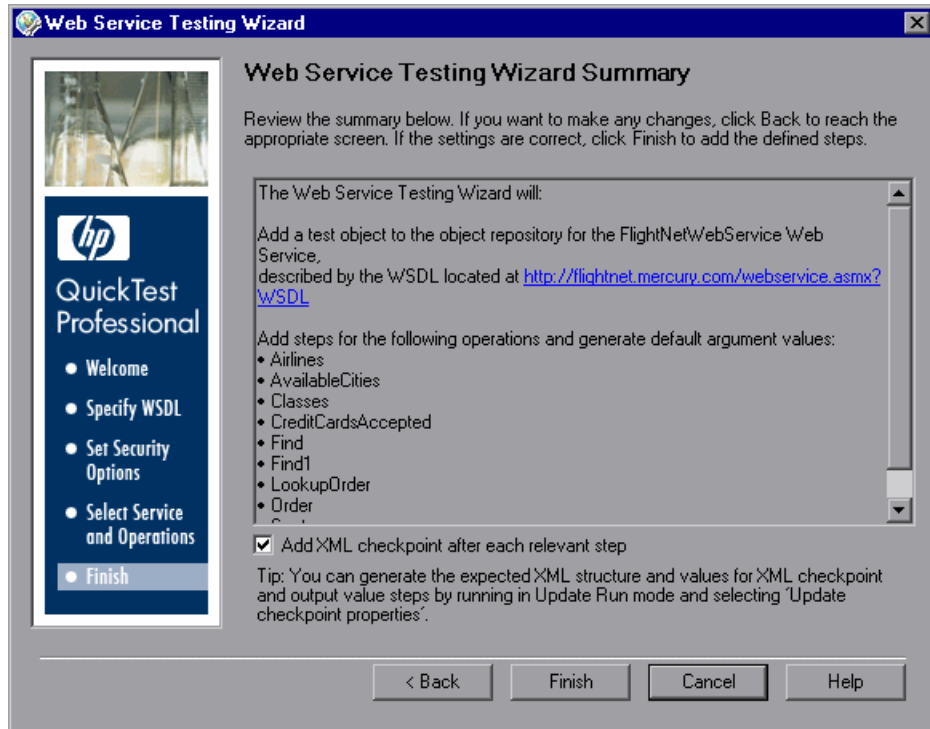 Web Service Testing Wizard
hp
QuickTest
Professional
• Welcome
• Specify WSDL
• Set Security
Options
• Select Service
and Operations
• Finish
Web Service Testing Wizard Summary
Review the summary below. If you want to make any changes, click Back to reach the
appropriate screen. If the settings are correct, click Finish to add the defined steps.
The Web Service Testing Wizard will:
Add a test object to the object repository for the FlightNetWebService Web
Service,
described by the WSDL located at http://flightnet.mercury.com/webservice.asmx?
WSDL
Add steps for the following operations and generate default argument values:
• Airlines
• AvailableCities
• Classes
• CreditCardsAccepted
• Find
• Find1
• LookupOrder
• Order
Add XML checkpoint after each relevant step
Tip: You can generate the expected XML structure and values for XML checkpoint
and output value steps by running in Update Run mode and selecting 'Update
checkpoint properties'.
< Back
Finish
Cancel
Help